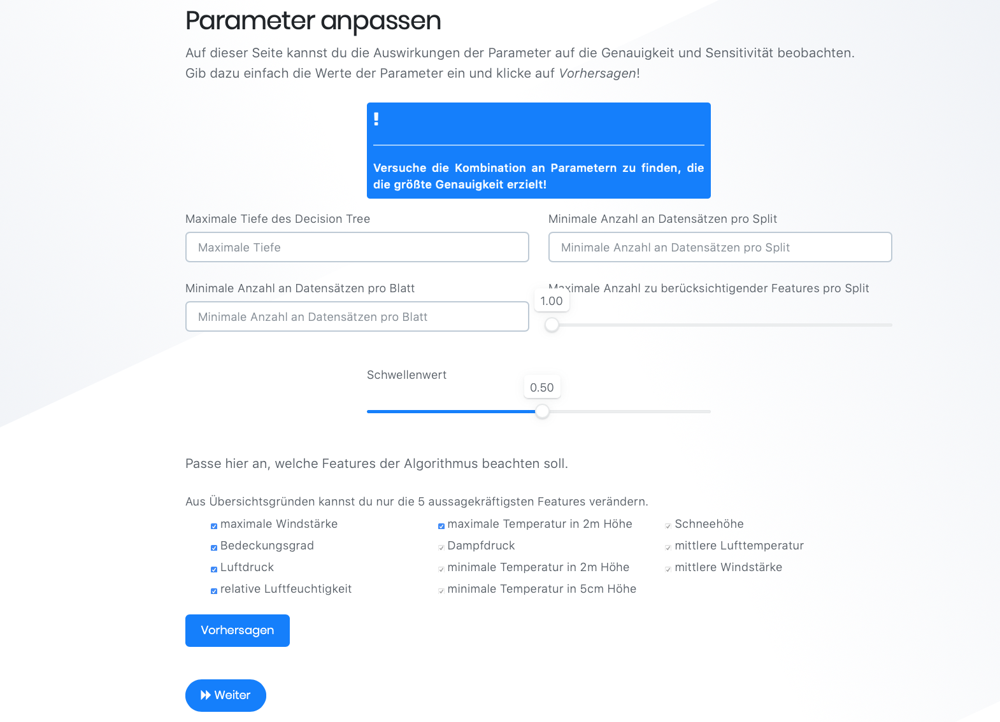 Parameter anpassen
Auf dieser Seite kannst du die Auswirkungen der Parameter auf die Genauigkeit und Sensitivität beobachten.
Gib dazu einfach die Werte der Parameter ein und klicke auf Vorhersagen!
!
Versuche die Kombination an Parametern zu finden, die
die größte Genauigkeit erzielt!
Maximale Tiefe des Decision Tree
Maximale Tiefe
Minimale Anzahl an Datensätzen pro Split
Minimale Anzahl an Datensätzen pro Split
Minimale Anzahl an Datensätzen pro Blatt
Minimale Anzahl an Datensätzen pro Blatt
Maximale Anzahl zu berücksichtigender Features pro Split
1.00
Schwellenwert
0.50
Passe hier an, welche Features der Algorithmus beachten soll.
Aus Übersichtsgründen kannst du nur die 5 aussagekräftigsten Features verändern.
maximale Windstärke
Bedeckungsgrad
Luftdruck
relative Luftfeuchtigkeit
maximale Temperatur in 2m Höhe
Dampfdruck
minimale Temperatur in 2m Höhe
minimale Temperatur in 5cm Höhe
Schneehöhe
mittlere Lufttemperatur
mittlere Windstärke
Vorhersagen
Weiter